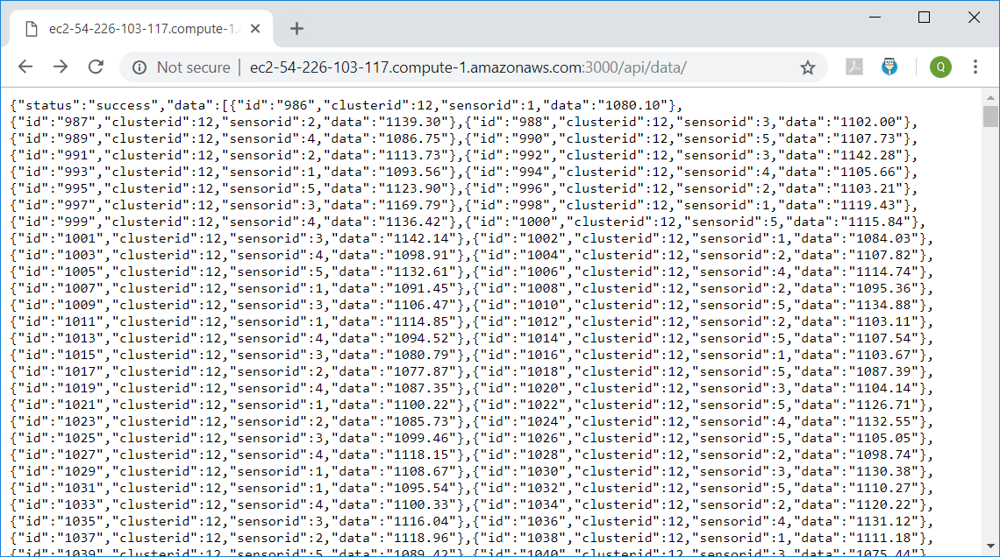 ec2-54-226-103-117.compute-1.
Not secure | ec2-54-226-103-117.compute-1.amazonaws.com:3000/api/data/
Q
{"status":"success","data":[{"id":"986","clusterid":12,"sensorid":1,"data":"1080.10"},
{"id":"987","clusterid":12,"sensorid":2,"data":"1139.30"},{"id":"988","clusterid":12,"sensorid":3,"data":"1102.00"},
{"id":"989","clusterid":12,"sensorid":4,"data":"1086.75"},{"id":"990","clusterid":12,"sensorid":5,"data":"1107.73"},
{"id":"991","clusterid":12,"sensorid":2,"data":"1113.73"},{"id":"992","clusterid":12,"sensorid":3,"data":"1142.28"},
{"id":"993","clusterid":12,"sensorid":1,"data":"1093.56"},{"id":"994","clusterid":12,"sensorid":4,"data":"1105.66"},
{"id":"995","clusterid":12,"sensorid":5,"data":"1123.90"},{"id":"996","clusterid":12,"sensorid":2,"data":"1103.21"},
{"id":"997","clusterid":12,"sensorid":3,"data":"1169.79"},{"id":"998","clusterid":12,"sensorid":1,"data":"1119.43"},
{"id":"999","clusterid":12,"sensorid":4,"data":"1136.42"},{"id":"1000","clusterid":12,"sensorid":5,"data":"1115.84"},
{"id":"1001","clusterid":12,"sensorid":3,"data":"1142.14"},{"id":"1002","clusterid":12,"sensorid":1,"data":"1084.03"},
{"id":"1003","clusterid":12,"sensorid":4,"data":"1098.91"},{"id":"1004","clusterid":12,"sensorid":2,"data":"1107.82"},
{"id":"1005","clusterid":12,"sensorid":5,"data":"1132.61"},{"id":"1006","clusterid":12,"sensorid":4,"data":"1114.74"},
{"id":"1007","clusterid":12,"sensorid":1,"data":"1091.45"},{"id":"1008","clusterid":12,"sensorid":2,"data":"1095.36"},
{"id":"1009","clusterid":12,"sensorid":3,"data":"1106.47"},{"id":"1010","clusterid":12,"sensorid":5,"data":"1134.88"},
{"id":"1011","clusterid":12,"sensorid":1,"data":"1114.85"},{"id":"1012","clusterid":12,"sensorid":2,"data":"1103.11"},
{"id":"1013","clusterid":12,"sensorid":4,"data":"1094.52"},{"id":"1014","clusterid":12,"sensorid":5,"data":"1107.54"},
{"id":"1015","clusterid":12,"sensorid":3,"data":"1080.79"},{"id":"1016","clusterid":12,"sensorid":1,"data":"1103.67"},
{"id":"1017","clusterid":12,"sensorid":2,"data":"1077.87"},{"id":"1018","clusterid":12,"sensorid":5,"data":"1087.39"},
{"id":"1019","clusterid":12,"sensorid":4,"data":"1087.35"},{"id":"1020","clusterid":12,"sensorid":3,"data":"1104.14"},
{"id":"1021","clusterid":12,"sensorid":1,"data":"1100.22"},{"id":"1022","clusterid":12,"sensorid":5,"data":"1126.71"},
{"id":"1023","clusterid":12,"sensorid":2,"data":"1085.73"},{"id":"1024","clusterid":12,"sensorid":4,"data":"1132.55"},
{"id":"1025","clusterid":12,"sensorid":3,"data":"1099.46"},{"id":"1026","clusterid":12,"sensorid":5,"data":"1105.05"},
{"id":"1027","clusterid":12,"sensorid":4,"data":"1118.15"},{"id":"1028","clusterid":12,"sensorid":2,"data":"1098.74"},
{"id":"1029","clusterid":12,"sensorid":1,"data":"1108.67"},{"id":"1030","clusterid":12,"sensorid":3,"data":"1130.38"},
{"id":"1031","clusterid":12,"sensorid":1,"data":"1095.54"},{"id":"1032","clusterid":12,"sensorid":5,"data":"1110.27"},
{"id":"1033","clusterid":12,"sensorid":4,"data":"1100.33"},{"id":"1034","clusterid":12,"sensorid":2,"data":"1120.22"},
{"id":"1035","clusterid":12,"sensorid":3,"data":"1116.04"},{"id":"1036","clusterid":12,"sensorid":4,"data":"1131.12"},
{"id":"1037","clusterid":12,"sensorid":2,"data":"1118.96"},{"id":"1038","clusterid":12,"sensorid":1,"data":"1111.18"},
{"id":"1039","clusterid":12,"sensorid":5,"data":"1089.42"},{"id":"1040","clusterid":12,"sensorid":3,"data":"1075.44"},